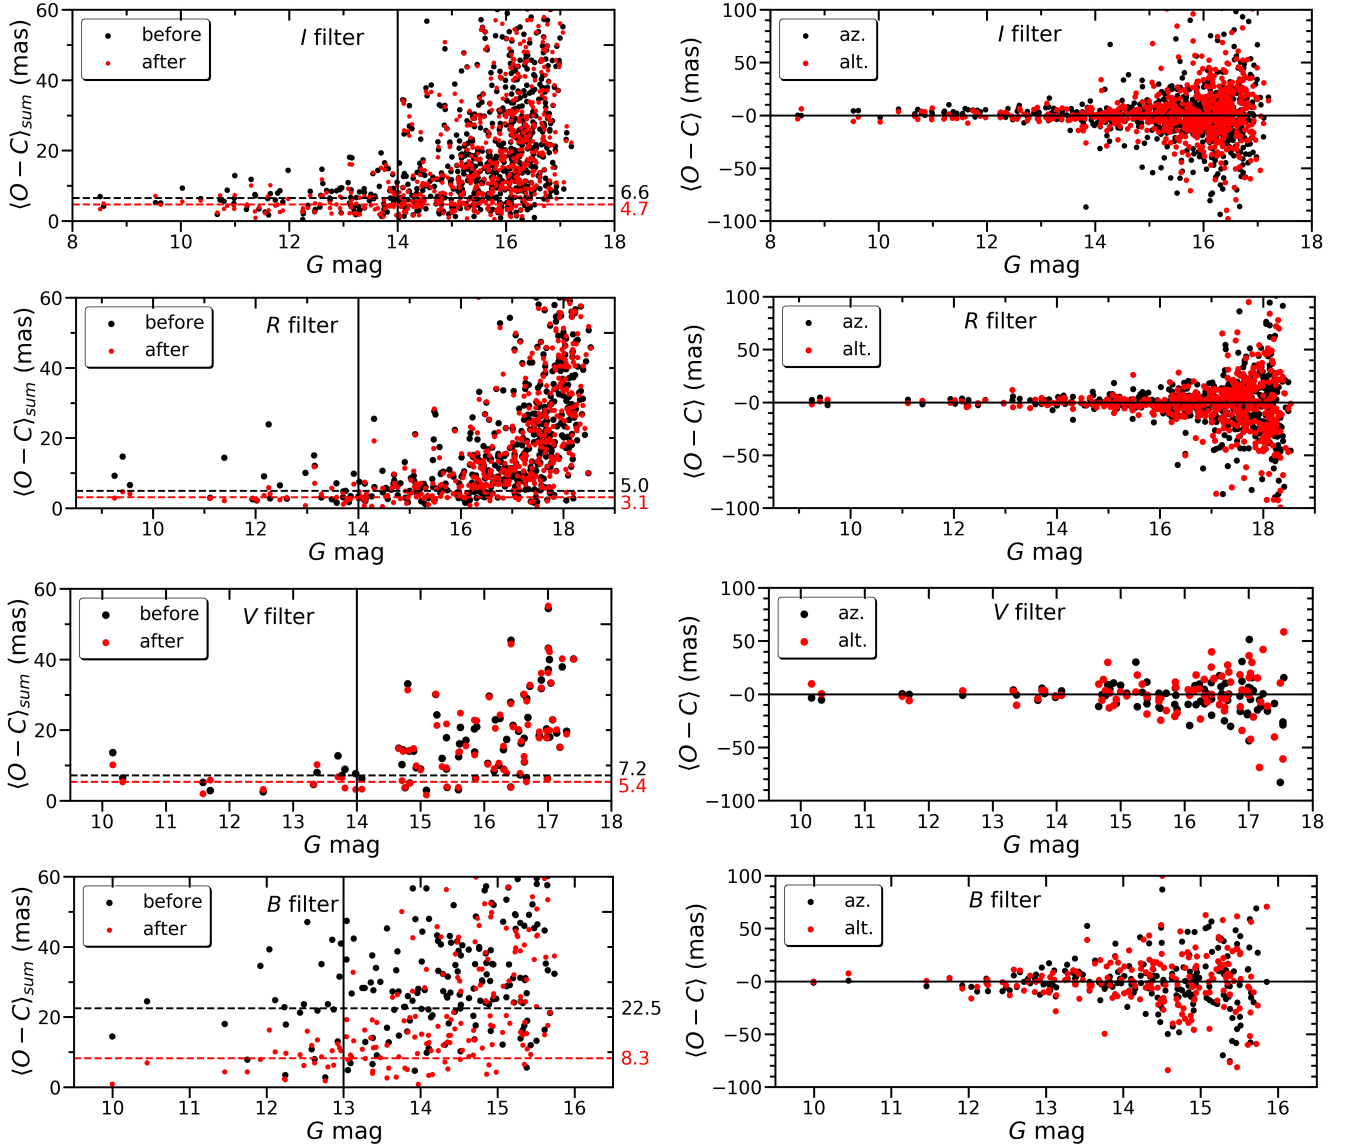 60
40
20
0
⟨O − C⟩sum (mas)
before
after
I filter
6.6
4.7
8 10 12 14 16 18
G mag
100
50
−0
−50
−100
⟨O − C⟩ (mas)
az.
alt.
I filter
8 10 12 14 16 18
G mag
60
40
20
0
⟨O − C⟩sum (mas)
before
after
R filter
5.0
3.1
10 12 14 16 18
G mag
100
50
−0
−50
−100
⟨O − C⟩ (mas)
az.
alt.
R filter
10 12 14 16 18
G mag
60
40
20
0
⟨O − C⟩sum (mas)
before
after
V filter
7.2
5.4
10 11 12 13 14 15 16 17 18
G mag
100
50
−0
−50
−100
⟨O − C⟩ (mas)
az.
alt.
V filter
10 11 12 13 14 15 16 17 18
G mag
60
40
20
0
⟨O − C⟩sum (mas)
before
after
B filter
22.5
8.3
10 11 12 13 14 15 16
G mag
100
50
−0
−50
−100
⟨O − C⟩ (mas)
az.
alt.
B filter
10 11 12 13 14 15 16
G mag